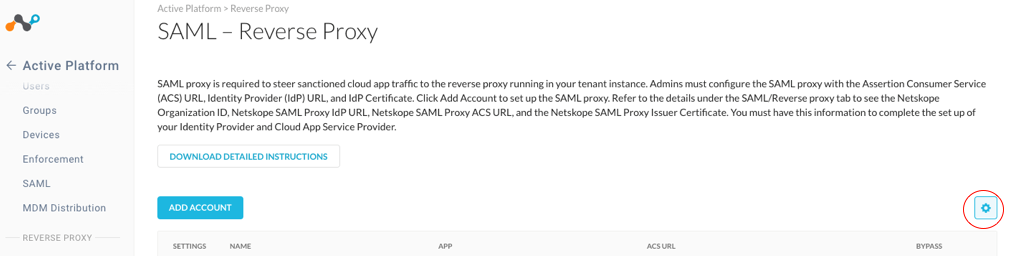 Active Platform > Reverse Proxy
SAML – Reverse Proxy
Active Platform
Users
Groups
Devices
Enforcement
SAML
MDM Distribution
REVERSE PROXY
SAML proxy is required to steer sanctioned cloud app traffic to the reverse proxy running in your tenant instance. Admins must configure the SAML proxy with the Assertion Consumer Service
(ACS) URL, Identity Provider (IdP) URL, and IdP Certificate. Click Add Account to set up the SAML proxy. Refer to the details under the SAML/Reverse proxy tab to see the Netskope
Organization ID, Netskope SAML Proxy IdP URL, Netskope SAML Proxy ACS URL, and the Netskope SAML Proxy Issuer Certificate. You must have this information to complete the set up of
your Identity Provider and Cloud App Service Provider.
DOWNLOAD DETAILED INSTRUCTIONS
ADD ACCOUNT
SETTINGS NAME APP ACS URL BYPASS